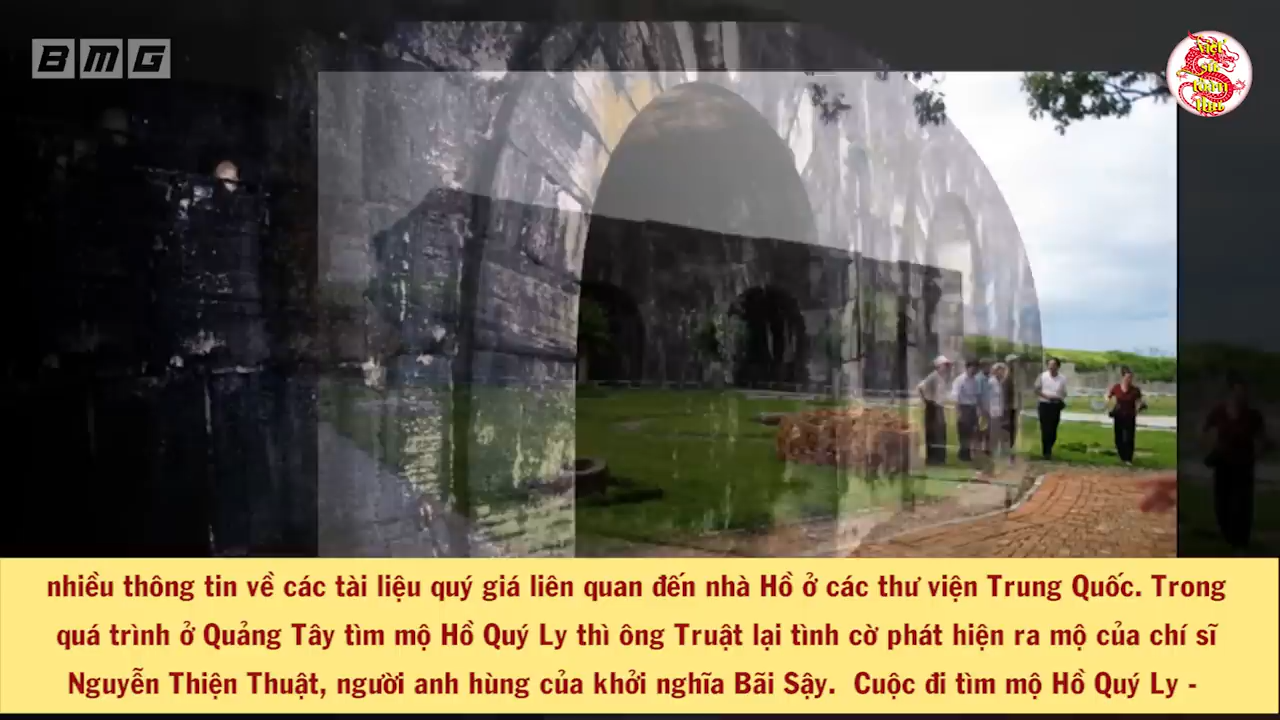 BMG
nhiều thông tin về các tài liệu quý giá liên quan đến nhà Hồ ở các thư viện Trung Quốc. Trong
quá trình ở Quảng Tây tìm mộ Hồ Quý Ly thì ông Truật lại tình cờ phát hiện ra mộ của chí sĩ
Nguyễn Thiện Thuật, người anh hùng của khởi nghĩa Bãi Sậy. Cuộc đi tìm mộ Hồ Quý Ly -